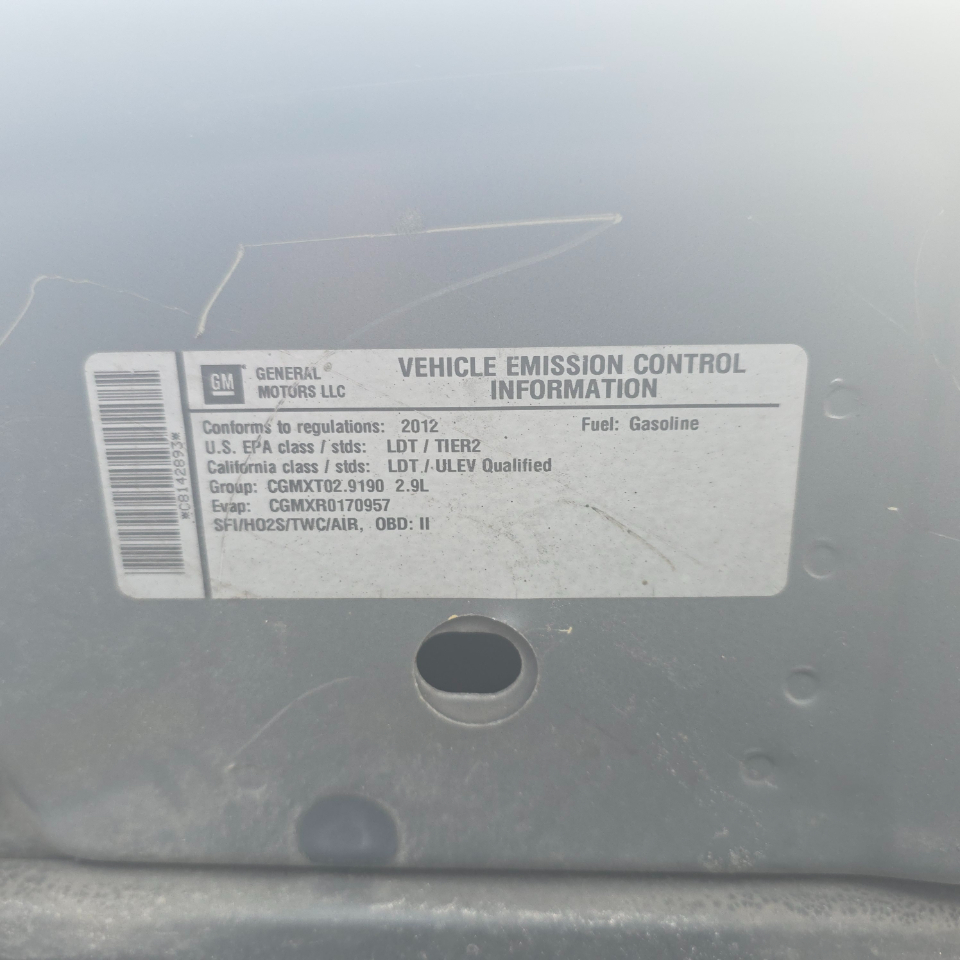 GM GENERAL MOTORS LLC
VEHICLE EMISSION CONTROL
INFORMATION
Conforms to regulations: 2012 Fuel: Gasoline
U.S. EPA class / stds: LDT / TIER2
California class / stds: LDT / ULEV Qualified
Group: CGMXT02.9190 2.9L
Evap: CGMXR0170957
SFI/HO2S/TWC/AIR, OBD: II
*C8142893*